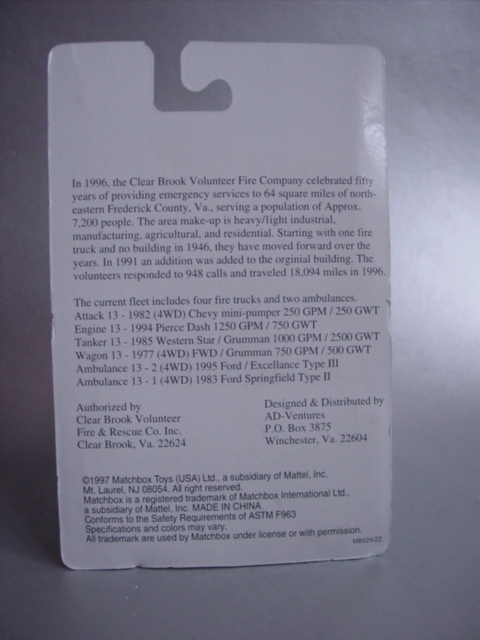 In 1996, the Clear Brook Volunteer Fire Company celebrated fifty
years of providing emergency services to 64 square miles of north-
eastern Frederick County, Va., serving a population of Approx.
7,200 people. The area make-up is heavy/light industrial,
manufacturing, agricultural, and residential. Starting with one fire
truck and no building in 1946, they have moved forward over the
years. In 1991 an addition was added to the orginial building. The
volunteers responded to 948 calls and traveled 18,094 miles in 1996.
The current fleet includes four fire trucks and two ambulances.
Attack 13 - 1982 (4WD) Chevy mini-pumper 250 GPM / 250 GWT
Engine 13 - 1994 Pierce Dash 1250 GPM / 750 GWT
Tanker 13 - 1985 Western Star / Grumman 1000 GPM / 2500 GWT
Wagon 13 - 1977 (4WD) FWD / Grumman 750 GPM / 500 GWT
Ambulance 13 - 2 (4WD) 1995 Ford / Excellance Type III
Ambulance 13 - 1 (4WD) 1983 Ford Springfield Type II
Authorized by
Clear Brook Volunteer
Fire & Rescue Co. Inc.
Clear Brook, Va. 22624
Designed & Distributed by
AD-Ventures
P.O. Box 3875
Winchester, Va. 22604
©1997 Matchbox Toys (USA) Ltd., a subsidiary of Mattel, Inc.
Mt. Laurel, NJ 08054. All right reserved.
Matchbox is a registered trademark of Matchbox International Ltd.,
a subsidiary of Mattel, Inc. MADE IN CHINA.
Conforms to the Safety Requirements of ASTM F963
Specifications and colors may vary.
All trademark are used by Matchbox under license or with permission.